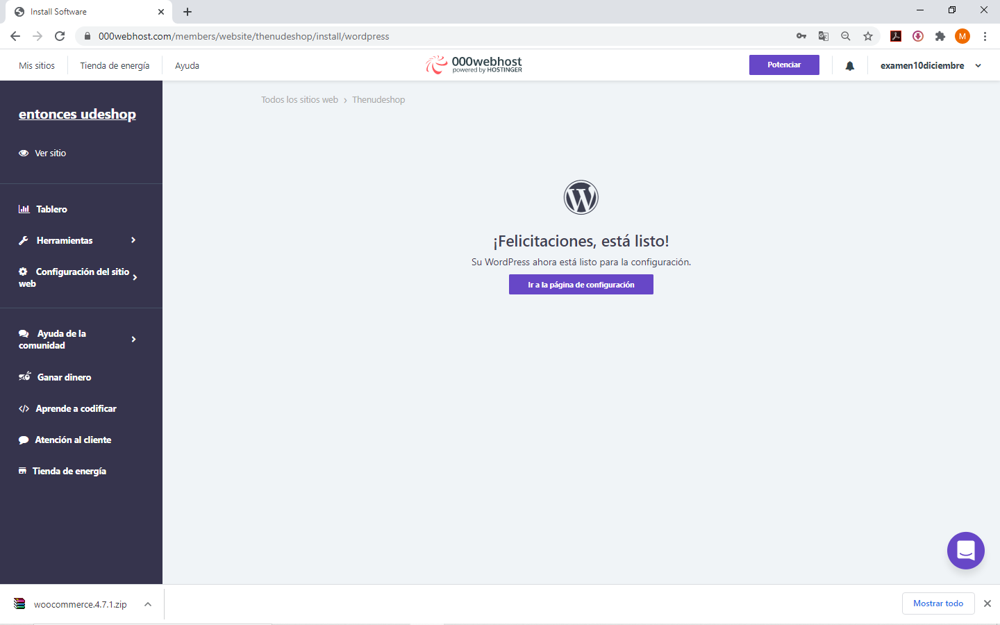 Install Software
000webhost.com/members/website/thenudeshop/install/wordpress
M
Mis sitios
Tienda de energía
Ayuda
000webhost
powered by HOSTINGER
Potenciar
examen10diciembre
entonces udeshop
Ver sitio
Tablero
Herramientas
Configuración del sitio
web
Ayuda de la
comunidad
Ganar dinero
Aprende a codificar
Atención al cliente
Tienda de energía
Todos los sitios web › Thenudeshop
¡Felicitaciones, está listo!
Su WordPress ahora está listo para la configuración.
Ir a la página de configuración
woocommerce.4.7.1.zip
Mostrar todo